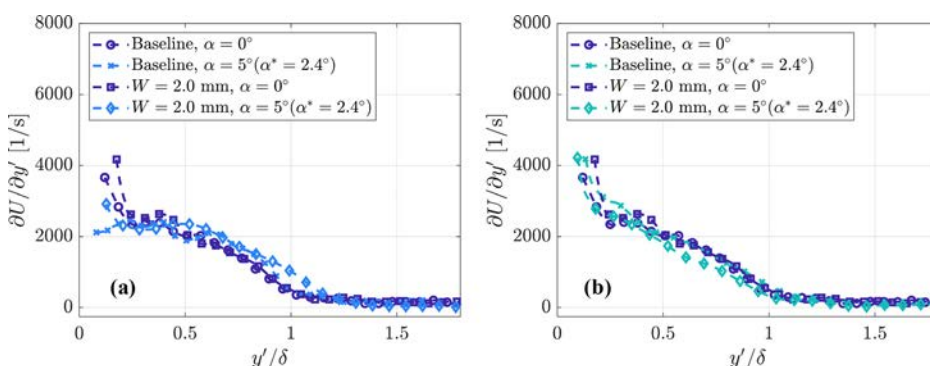 8000
6000
4000
2000
0
∂U/∂y′ [1/s]
Baseline, α = 0°
Baseline, α = 5°(α* = 2.4°)
W = 2.0 mm, α = 0°
W = 2.0 mm, α = 5°(α* = 2.4°)
(a)
0 0.5 1 1.5
y′/δ
8000
6000
4000
2000
0
∂U/∂y′ [1/s]
Baseline, α = 0°
Baseline, α = 5°(α* = 2.4°)
W = 2.0 mm, α = 0°
W = 2.0 mm, α = 5°(α* = 2.4°)
(b)
0 0.5 1 1.5
y′/δ